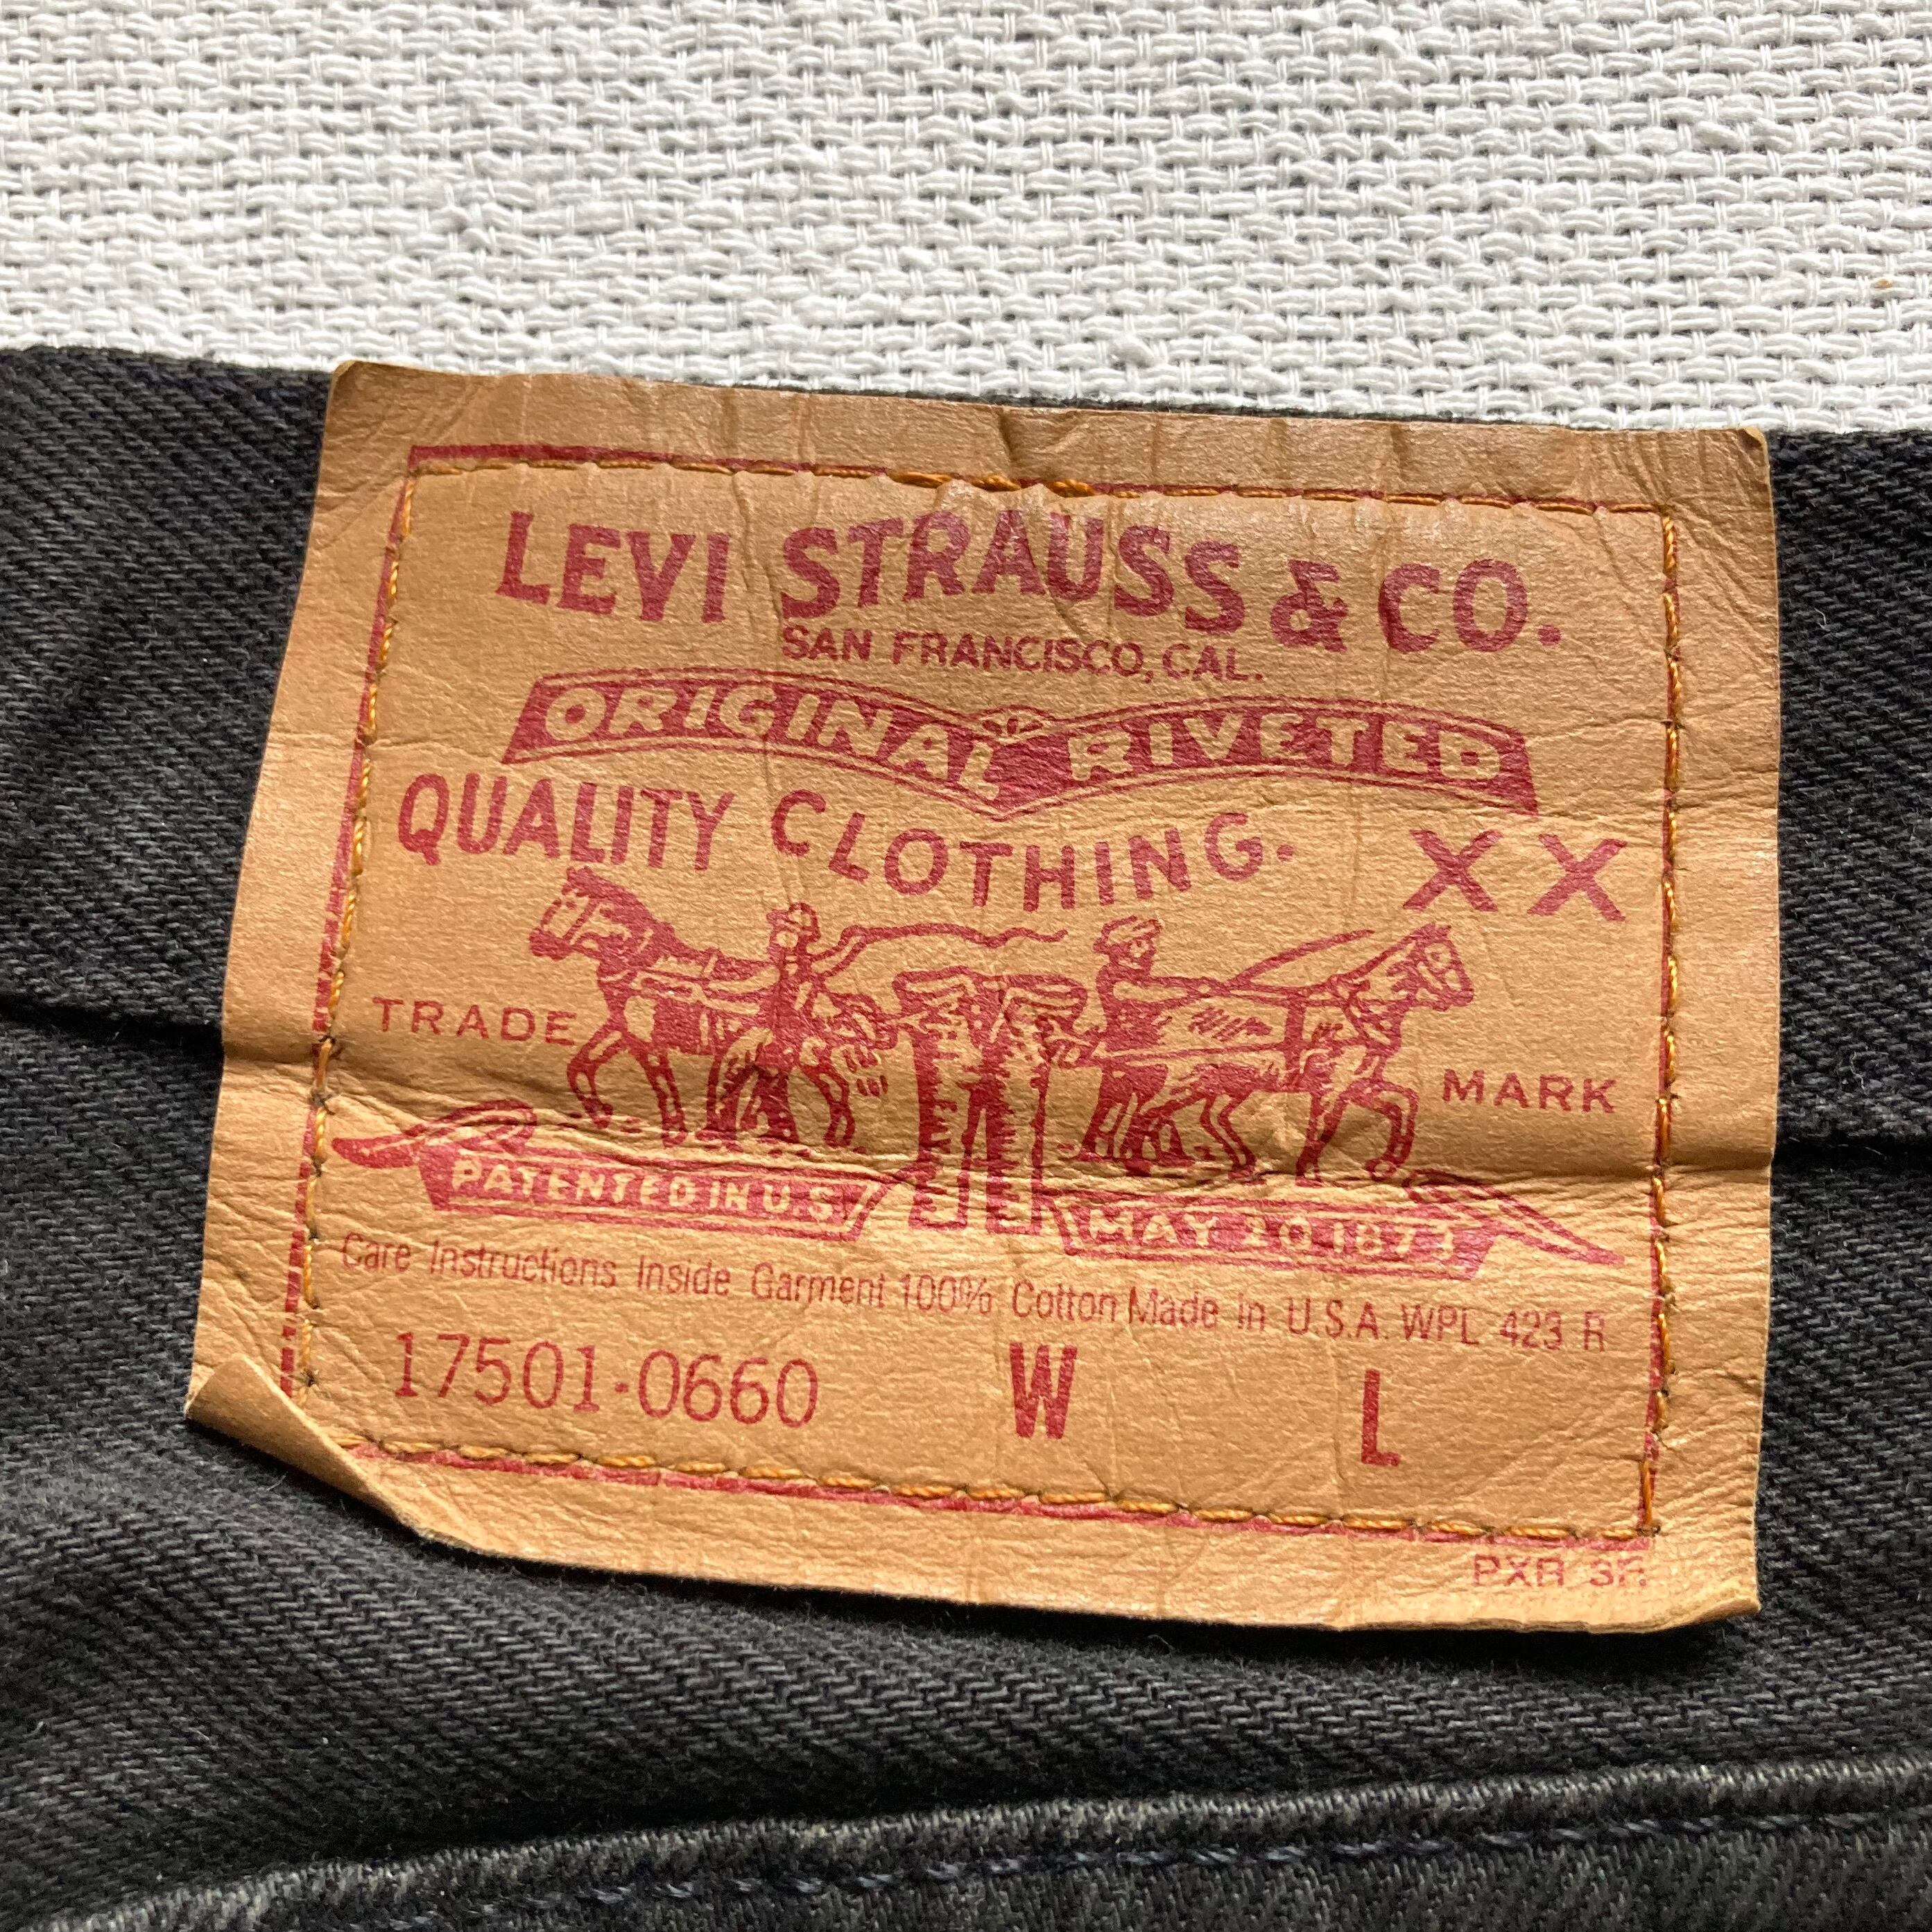 LEVI STRAUSS & CO.
SAN FRANCISCO, CAL.
ORIGINAL RIVETED
QUALITY CLOTHING.
XX
TRADE MARK
PATENTED IN U.S. MAY 20 1873
Care Instructions Inside Garment 100% Cotton Made in U.S.A. WPL 423 R
17501-0660 W L
PXR 3R